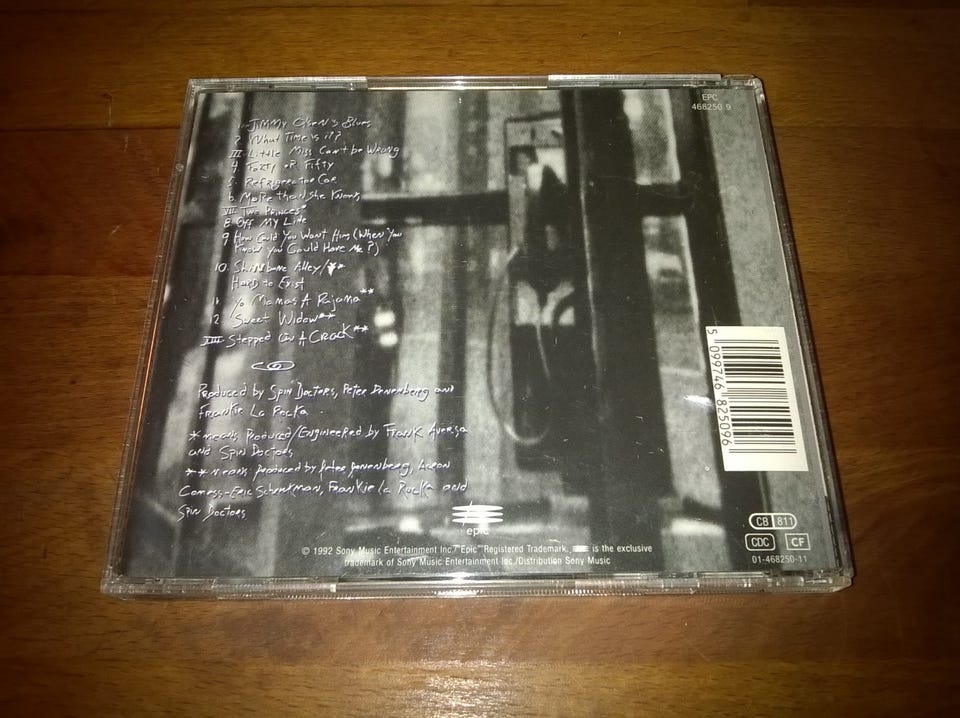 1. Jimmy Olsen's Blues
2 What Time is it?
III Little Miss Can't be Wrong
4 Forty or Fifty
5. Refrigerator Car
6. More than She Knows
VII Two Princes*
8 Off My Line
9 How Could You Want Him (When You
Know You Could Have Me?)
10. Shinbone Alley/**
Hard to Exist
11. Yo Mamas A Pajama**
12. Sweet Widow**
XIII Stepped On A Crack**
Produced by Spin Doctors, Peter Denenberg and
Frankie La Rocka.
* means Produced/Engineered by Frank Aversa
and Spin Doctors
** means produced by Peter Denenberg, Aaron
Comess, Eric Schenkman, Frankie La Rocka and
Spin Doctors
epic
© 1992 Sony Music Entertainment Inc./"Epic" Registered Trademark, is the exclusive
trademark of Sony Music Entertainment Inc./Distribution Sony Music
EPC
468250 9
5 099746 825096
CB 811
CDC CF
01-468250-11